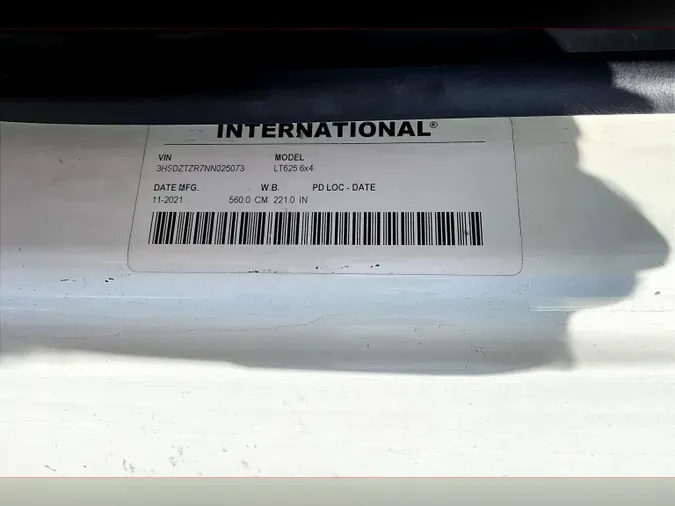 INTERNATIONAL®
VIN MODEL
3HSDZTZR7NN025073 LT625 6x4
DATE MFG. W.B. PD LOC - DATE
11-2021 560.0 CM 221.0 IN